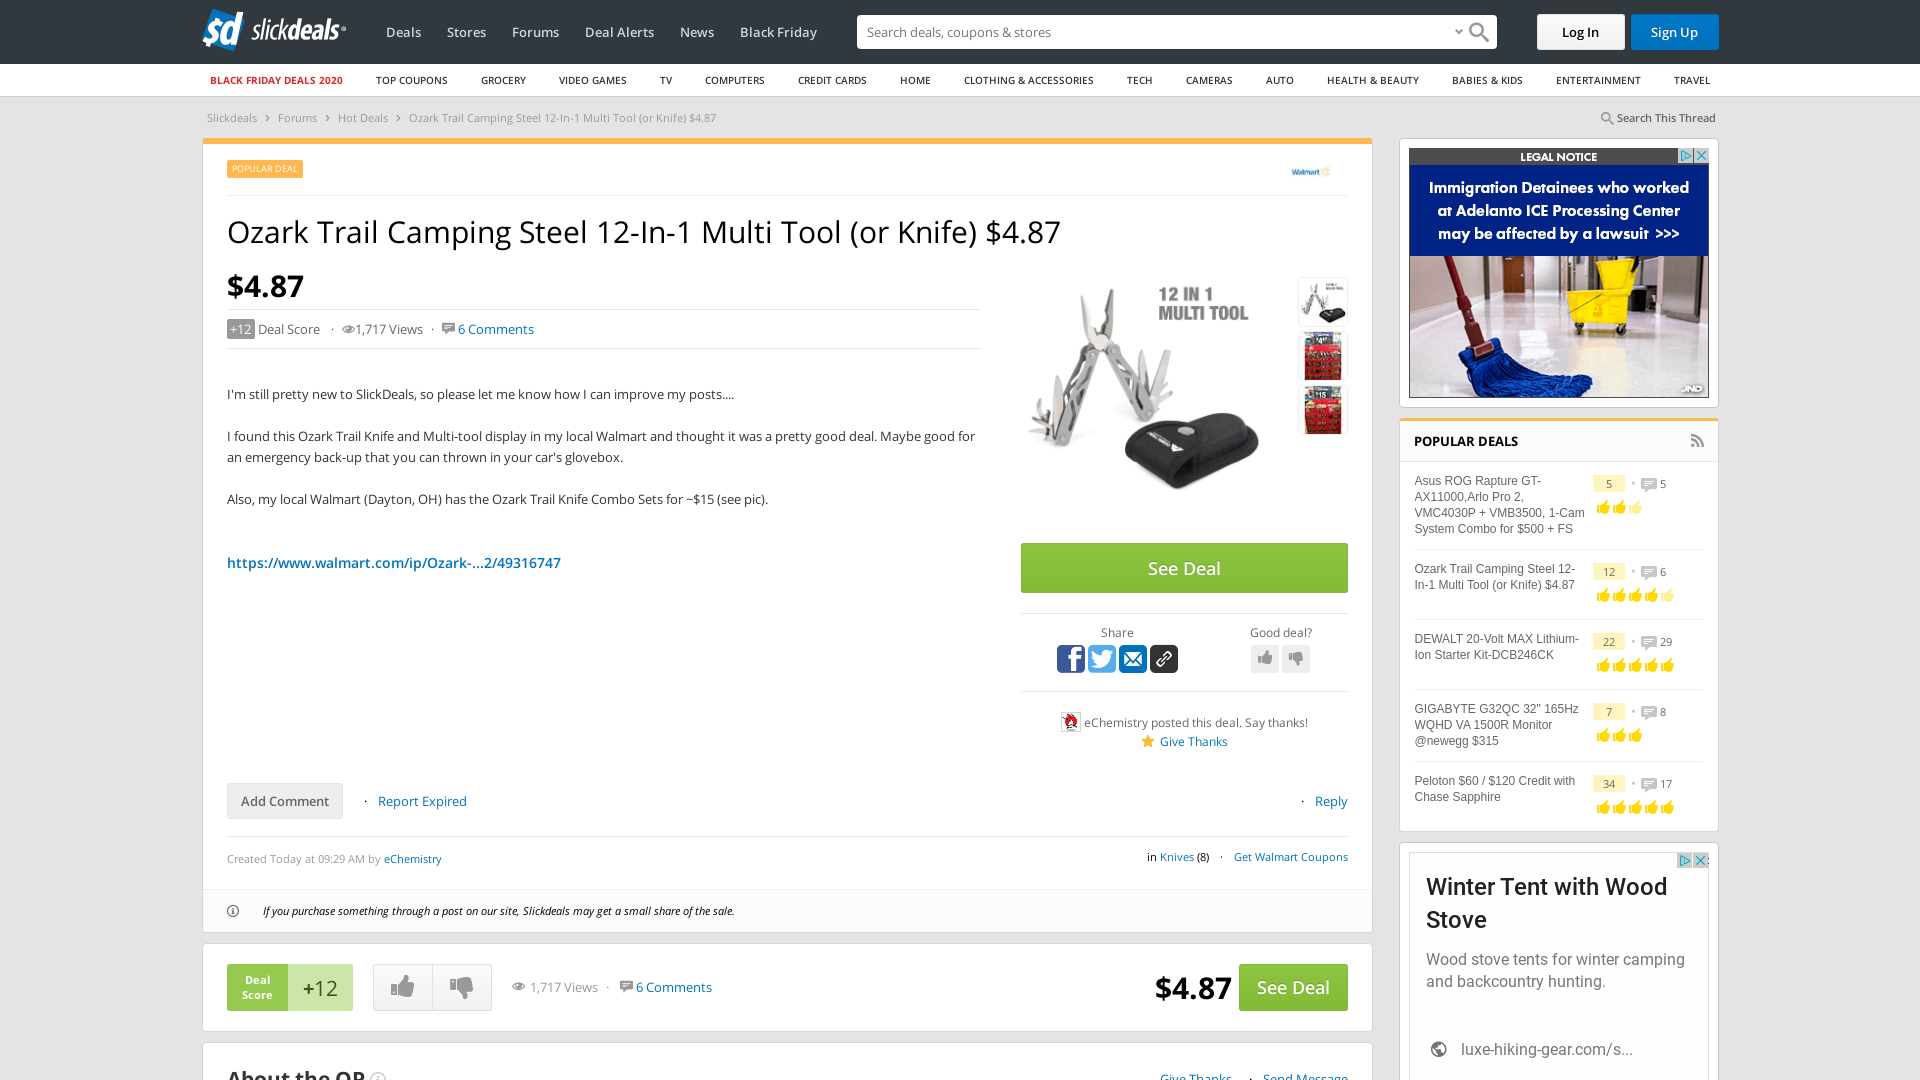 slickdeals
Deals
Stores
Forums
Deal Alerts
News
Black Friday
Search deals, coupons & stores
Log In
Sign Up
BLACK FRIDAY DEALS 2020
TOP COUPONS
GROCERY
VIDEO GAMES
TV
COMPUTERS
CREDIT CARDS
HOME
CLOTHING & ACCESSORIES
TECH
CAMERAS
AUTO
HEALTH & BEAUTY
BABIES & KIDS
ENTERTAINMENT
TRAVEL
Slickdeals › Forums › Hot Deals › Ozark Trail Camping Steel 12-In-1 Multi Tool (or Knife) $4.87
Search This Thread
POPULAR DEAL
Walmart
Ozark Trail Camping Steel 12-In-1 Multi Tool (or Knife) $4.87
$4.87
+12 Deal Score · 1,717 Views · 6 Comments
I'm still pretty new to SlickDeals, so please let me know how I can improve my posts....
I found this Ozark Trail Knife and Multi-tool display in my local Walmart and thought it was a pretty good deal. Maybe good for
an emergency back-up that you can thrown in your car's glovebox.
Also, my local Walmart (Dayton, OH) has the Ozark Trail Knife Combo Sets for ~$15 (see pic).
https://www.walmart.com/ip/Ozark-...2/49316747
12 IN 1
MULTI TOOL
See Deal
Share
Good deal?
eChemistry posted this deal. Say thanks!
Give Thanks
Add Comment
· Report Expired
· Reply
Created Today at 09:29 AM by eChemistry
in Knives (8) · Get Walmart Coupons
If you purchase something through a post on our site, Slickdeals may get a small share of the sale.
Deal
Score
+12
1,717 Views · 6 Comments
$4.87
See Deal
About the OP
Give Thanks · Send Message
LEGAL NOTICE
Immigration Detainees who worked
at Adelanto ICE Processing Center
may be affected by a lawsuit >>>
JND
POPULAR DEALS
Asus ROG Rapture GT-
AX11000,Arlo Pro 2,
VMC4030P + VMB3500, 1-Cam
System Combo for $500 + FS
5 • 5
Ozark Trail Camping Steel 12-
In-1 Multi Tool (or Knife) $4.87
12 • 6
DEWALT 20-Volt MAX Lithium-
Ion Starter Kit-DCB246CK
22 • 29
GIGABYTE G32QC 32" 165Hz
WQHD VA 1500R Monitor
@newegg $315
7 • 8
Peloton $60 / $120 Credit with
Chase Sapphire
34 • 17
Winter Tent with Wood
Stove
Wood stove tents for winter camping
and backcountry hunting.
luxe-hiking-gear.com/s...